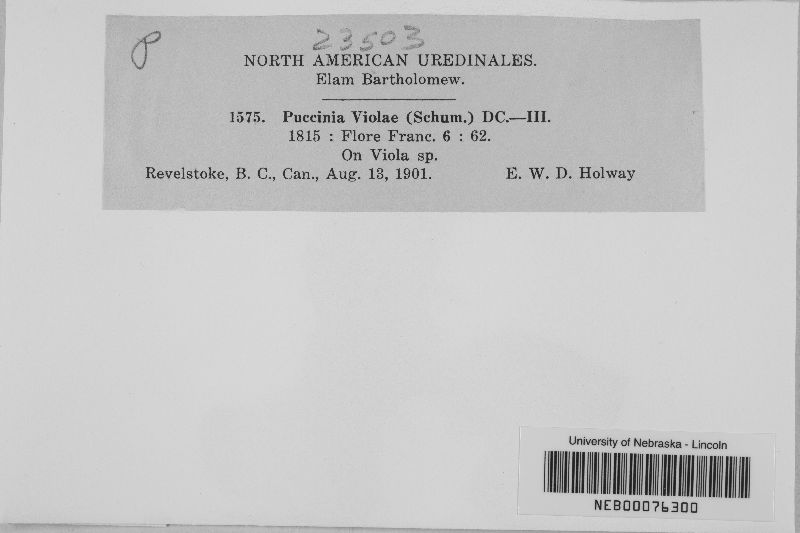 P
23503
NORTH AMERICAN UREDINALES.
Elam Bartholomew.
1575. Puccinia Violae (Schum.) DC.—III.
1815 : Flore Franc. 6 : 62.
On Viola sp.
Revelstoke, B. C., Can., Aug. 13, 1901. E. W. D. Holway
University of Nebraska - Lincoln
NEB00076300